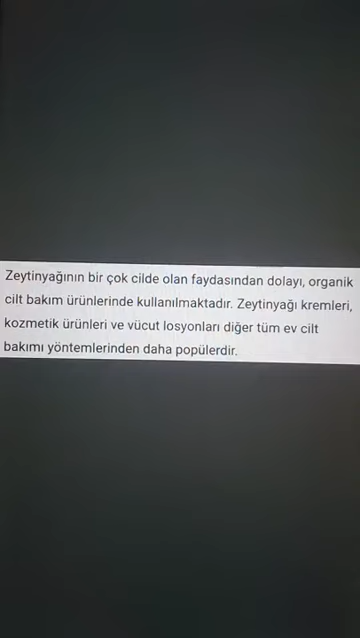 Zeytinyağının bir çok cilde olan faydasından dolayı, organik
cilt bakım ürünlerinde kullanılmaktadır. Zeytinyağı kremleri,
kozmetik ürünleri ve vücut losyonları diğer tüm ev cilt
bakımı yöntemlerinden daha popülerdir.